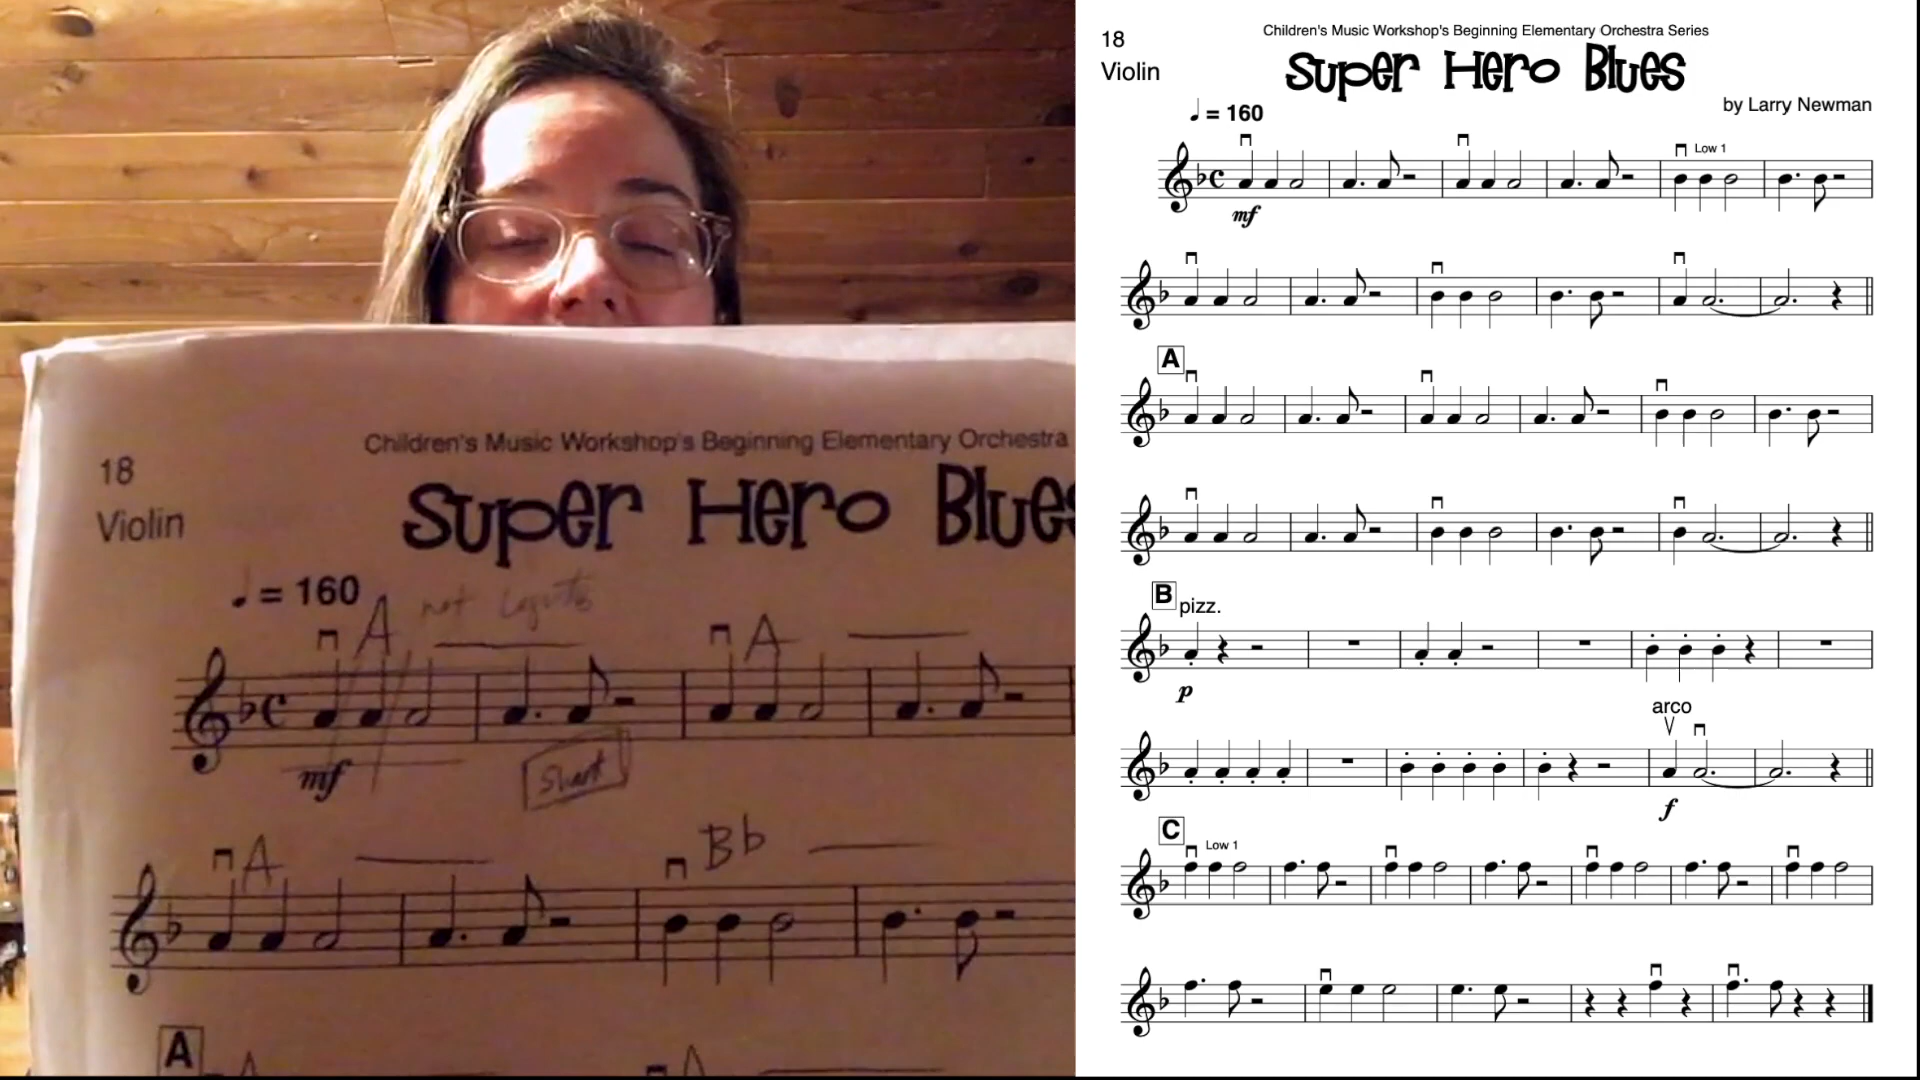 18
Violin
Children's Music Workshop's Beginning Elementary Orchestra
Super Hero Blues
= 160
A not
A
mf
short
A
Bb
A
18
Violin
Children's Music Workshop's Beginning Elementary Orchestra Series
Super Hero Blues
by Larry Newman
= 160
Low 1
mf
A
B
pizz.
p
arco
f
C
Low 1